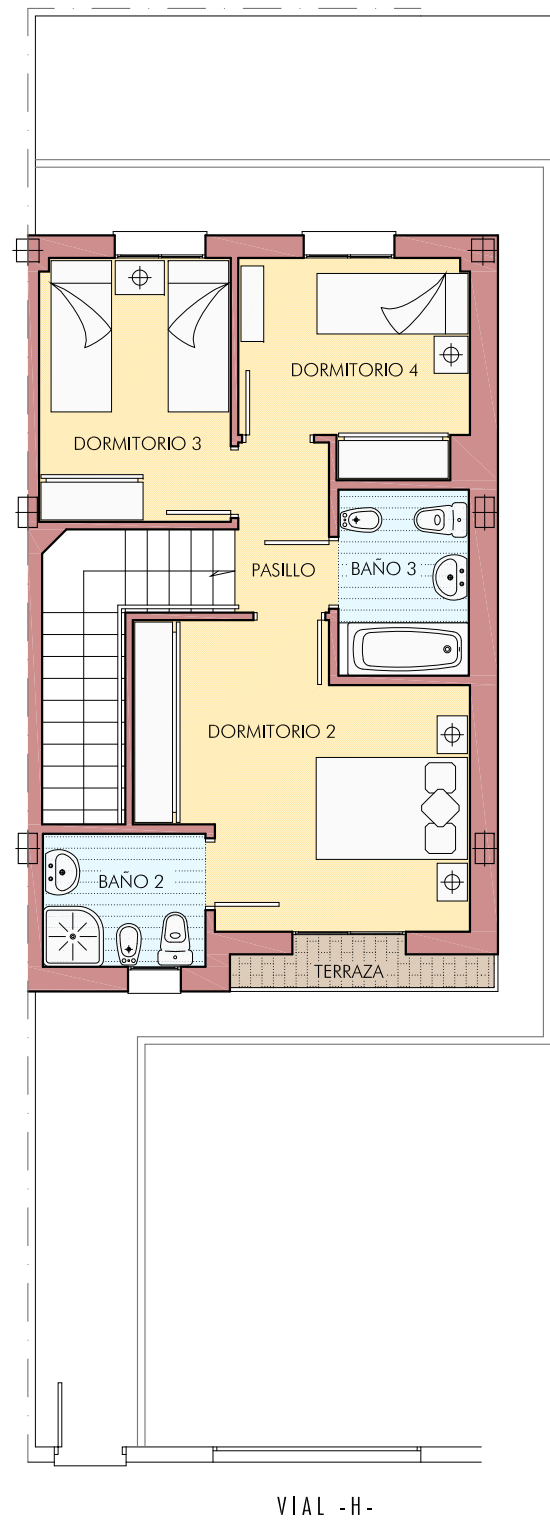 DORMITORIO 4
DORMITORIO 3
PASILLO
BAÑO 3
DORMITORIO 2
BAÑO 2
TERRAZA
VIAL -H-